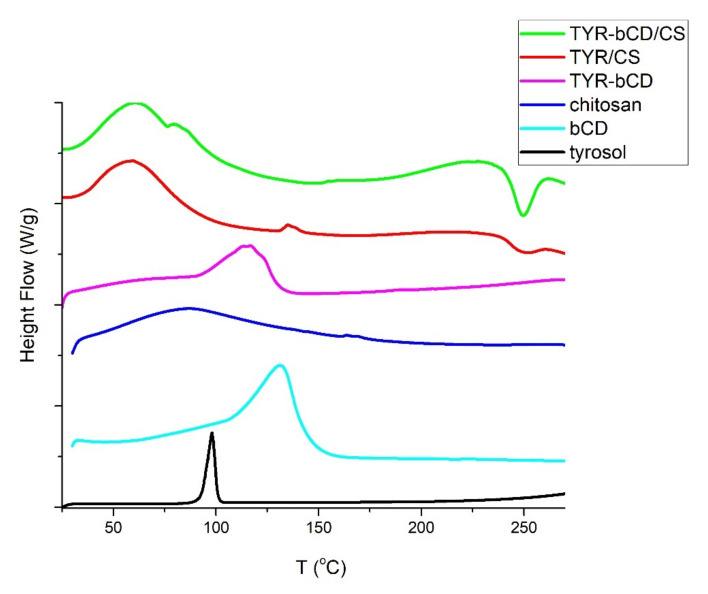 TYR-bCD/CS
TYR/CS
TYR-bCD
chitosan
bCD
tyrosol
Height Flow (W/g)
50 100 150 200 250
T (°C)